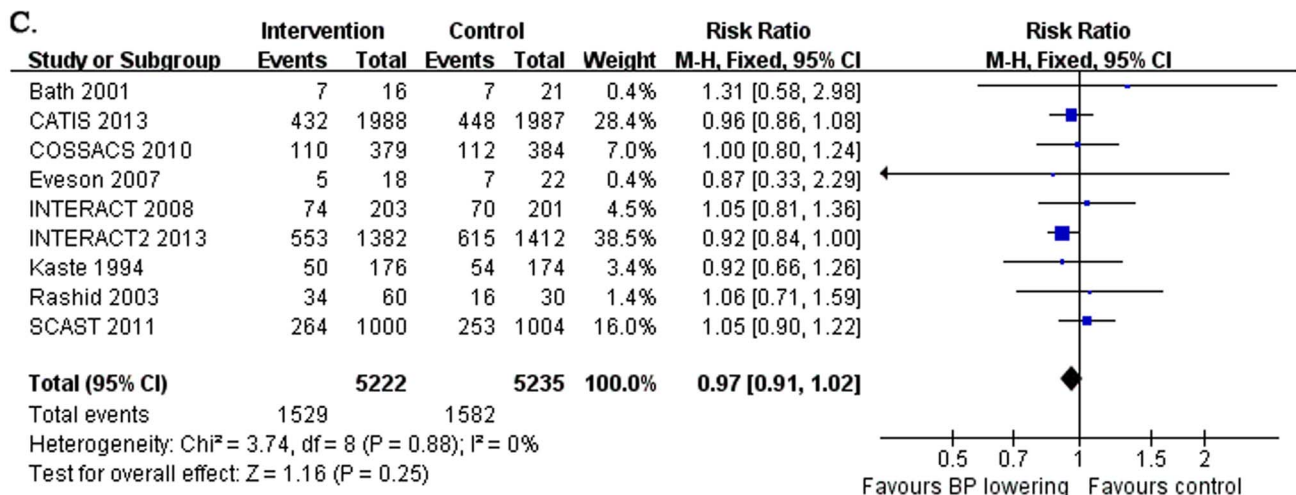 C.
Intervention Control Risk Ratio Risk Ratio
Study or Subgroup Events Total Events Total Weight M-H, Fixed, 95% CI M-H, Fixed, 95% CI
Bath 2001 7 16 7 21 0.4% 1.31 [0.58, 2.98]
CATIS 2013 432 1988 448 1987 28.4% 0.96 [0.86, 1.08]
COSSACS 2010 110 379 112 384 7.0% 1.00 [0.80, 1.24]
Eveson 2007 5 18 7 22 0.4% 0.87 [0.33, 2.29]
INTERACT 2008 74 203 70 201 4.5% 1.05 [0.81, 1.36]
INTERACT2 2013 553 1382 615 1412 38.5% 0.92 [0.84, 1.00]
Kaste 1994 50 176 54 174 3.4% 0.92 [0.66, 1.26]
Rashid 2003 34 60 16 30 1.4% 1.06 [0.71, 1.59]
SCAST 2011 264 1000 253 1004 16.0% 1.05 [0.90, 1.22]
Total (95% CI) 5222 5235 100.0% 0.97 [0.91, 1.02]
Total events 1529 1582
Heterogeneity: Chi² = 3.74, df = 8 (P = 0.88); I² = 0%
Test for overall effect: Z = 1.16 (P = 0.25)
0.5 0.7 1 1.5 2
Favours BP lowering Favours control